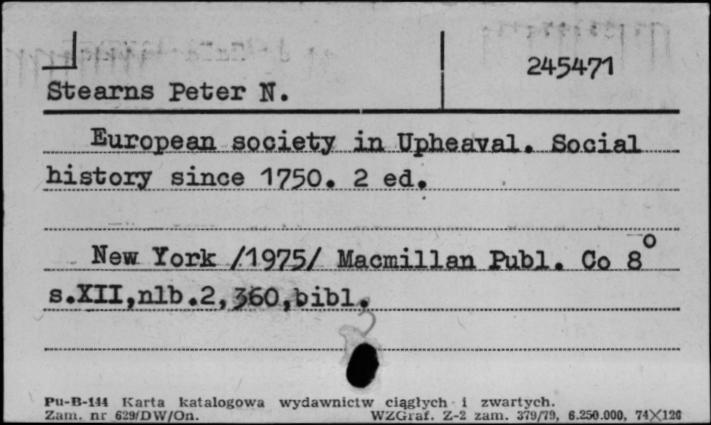 245471
Stearns Peter N.
European society in Upheaval. Social
history since 1750. 2 ed.
New York /1975/ Macmillan Publ. Co 8°
s.XII,nlb.2,360,bibl.
Pu-B-144 Karta katalogowa wydawnictw ciągłych i zwartych.
Zam. nr 629/DW/On. WZGraf. Z-2 zam. 379/79, 6.250.000, 74×126